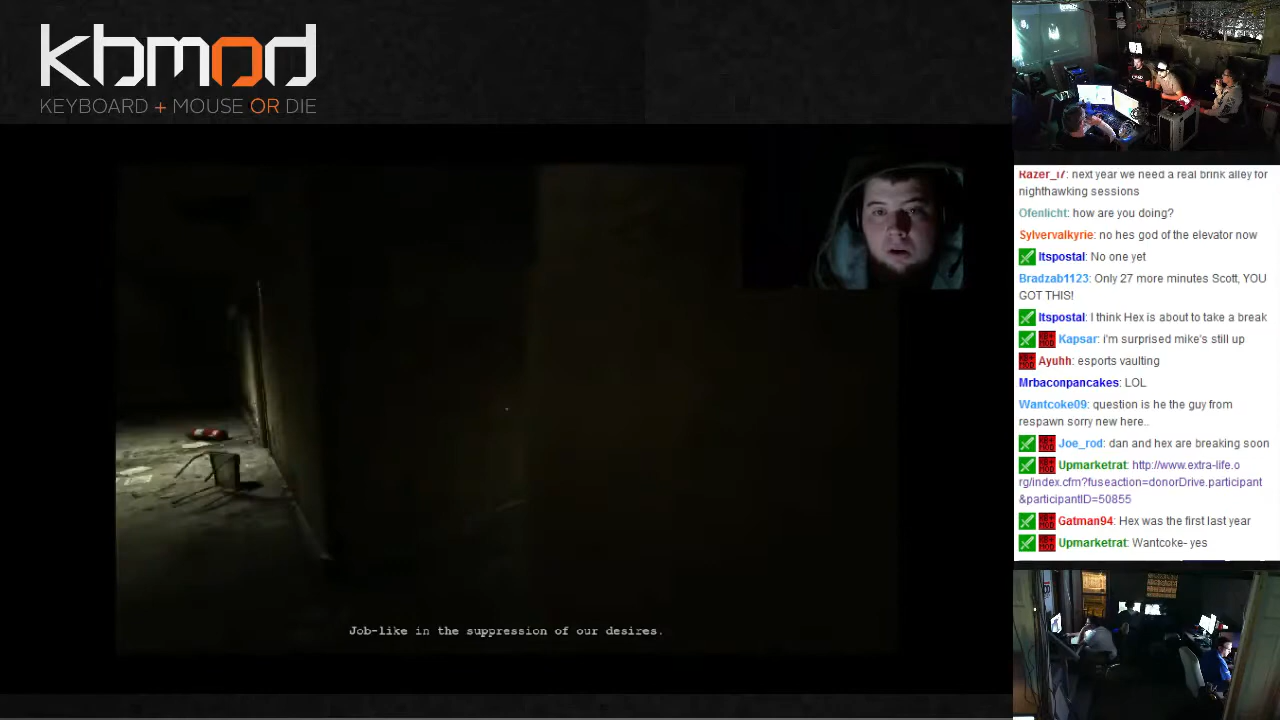 kbmod
KEYBOARD + MOUSE OR DIE
Razer_i7: next year we need a real brink alley for
nighthawking sessions
Ofenlicht: how are you doing?
Sylvervalkyrie: no hes god of the elevator now
Itspostal: No one yet
Bradzab1123: Only 27 more minutes Scott, YOU
GOT THIS!
Itspostal: I think Hex is about to take a break
Kapsar: i'm surprised mike's still up
Ayuhh: esports vaulting
Mrbaconpancakes: LOL
Wantcoke09: question is he the guy from
respawn sorry new here..
Joe_rod: dan and hex are breaking soon
Upmarketrat: http://www.extra-life.o
rg/index.cfm?fuseaction=donorDrive.participant
&participantID=50855
Gatman94: Hex was the first last year
Upmarketrat: Wantcoke- yes
Job-like in the suppression of our desires.